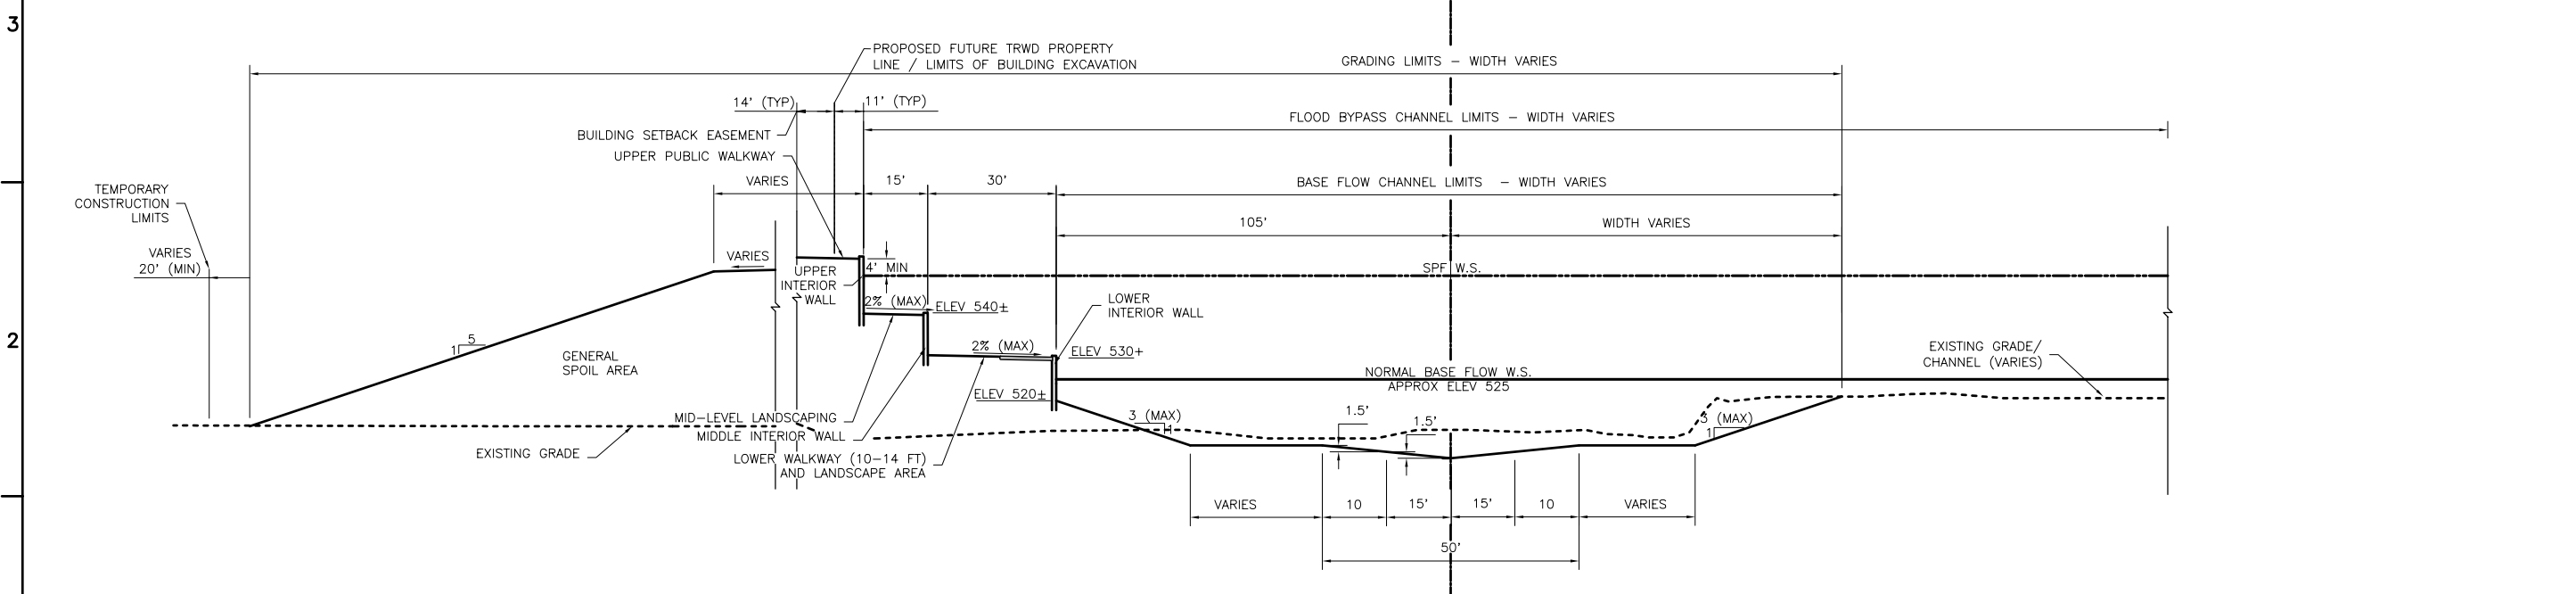 3
PROPOSED FUTURE TRWD PROPERTY
LINE / LIMITS OF BUILDING EXCAVATION
GRADING LIMITS - WIDTH VARIES
14' (TYP)
11' (TYP)
FLOOD BYPASS CHANNEL LIMITS - WIDTH VARIES
BUILDING SETBACK EASEMENT
UPPER PUBLIC WALKWAY
VARIES
15'
30'
BASE FLOW CHANNEL LIMITS - WIDTH VARIES
TEMPORARY
CONSTRUCTION
LIMITS
105'
WIDTH VARIES
VARIES
20' (MIN)
VARIES
UPPER
INTERIOR
WALL
4' MIN
SPF W.S.
2% (MAX)
ELEV 540±
LOWER
INTERIOR WALL
2
5
1
GENERAL
SPOIL AREA
2% (MAX)
ELEV 530+
EXISTING GRADE/
CHANNEL (VARIES)
NORMAL BASE FLOW W.S.
APPROX ELEV 525
ELEV 520±
MID-LEVEL LANDSCAPING
3 (MAX)
1
1.5'
1.5'
3 (MAX)
1
MIDDLE INTERIOR WALL
EXISTING GRADE
LOWER WALKWAY (10-14 FT)
AND LANDSCAPE AREA
VARIES
10
15'
15'
10
VARIES
50'